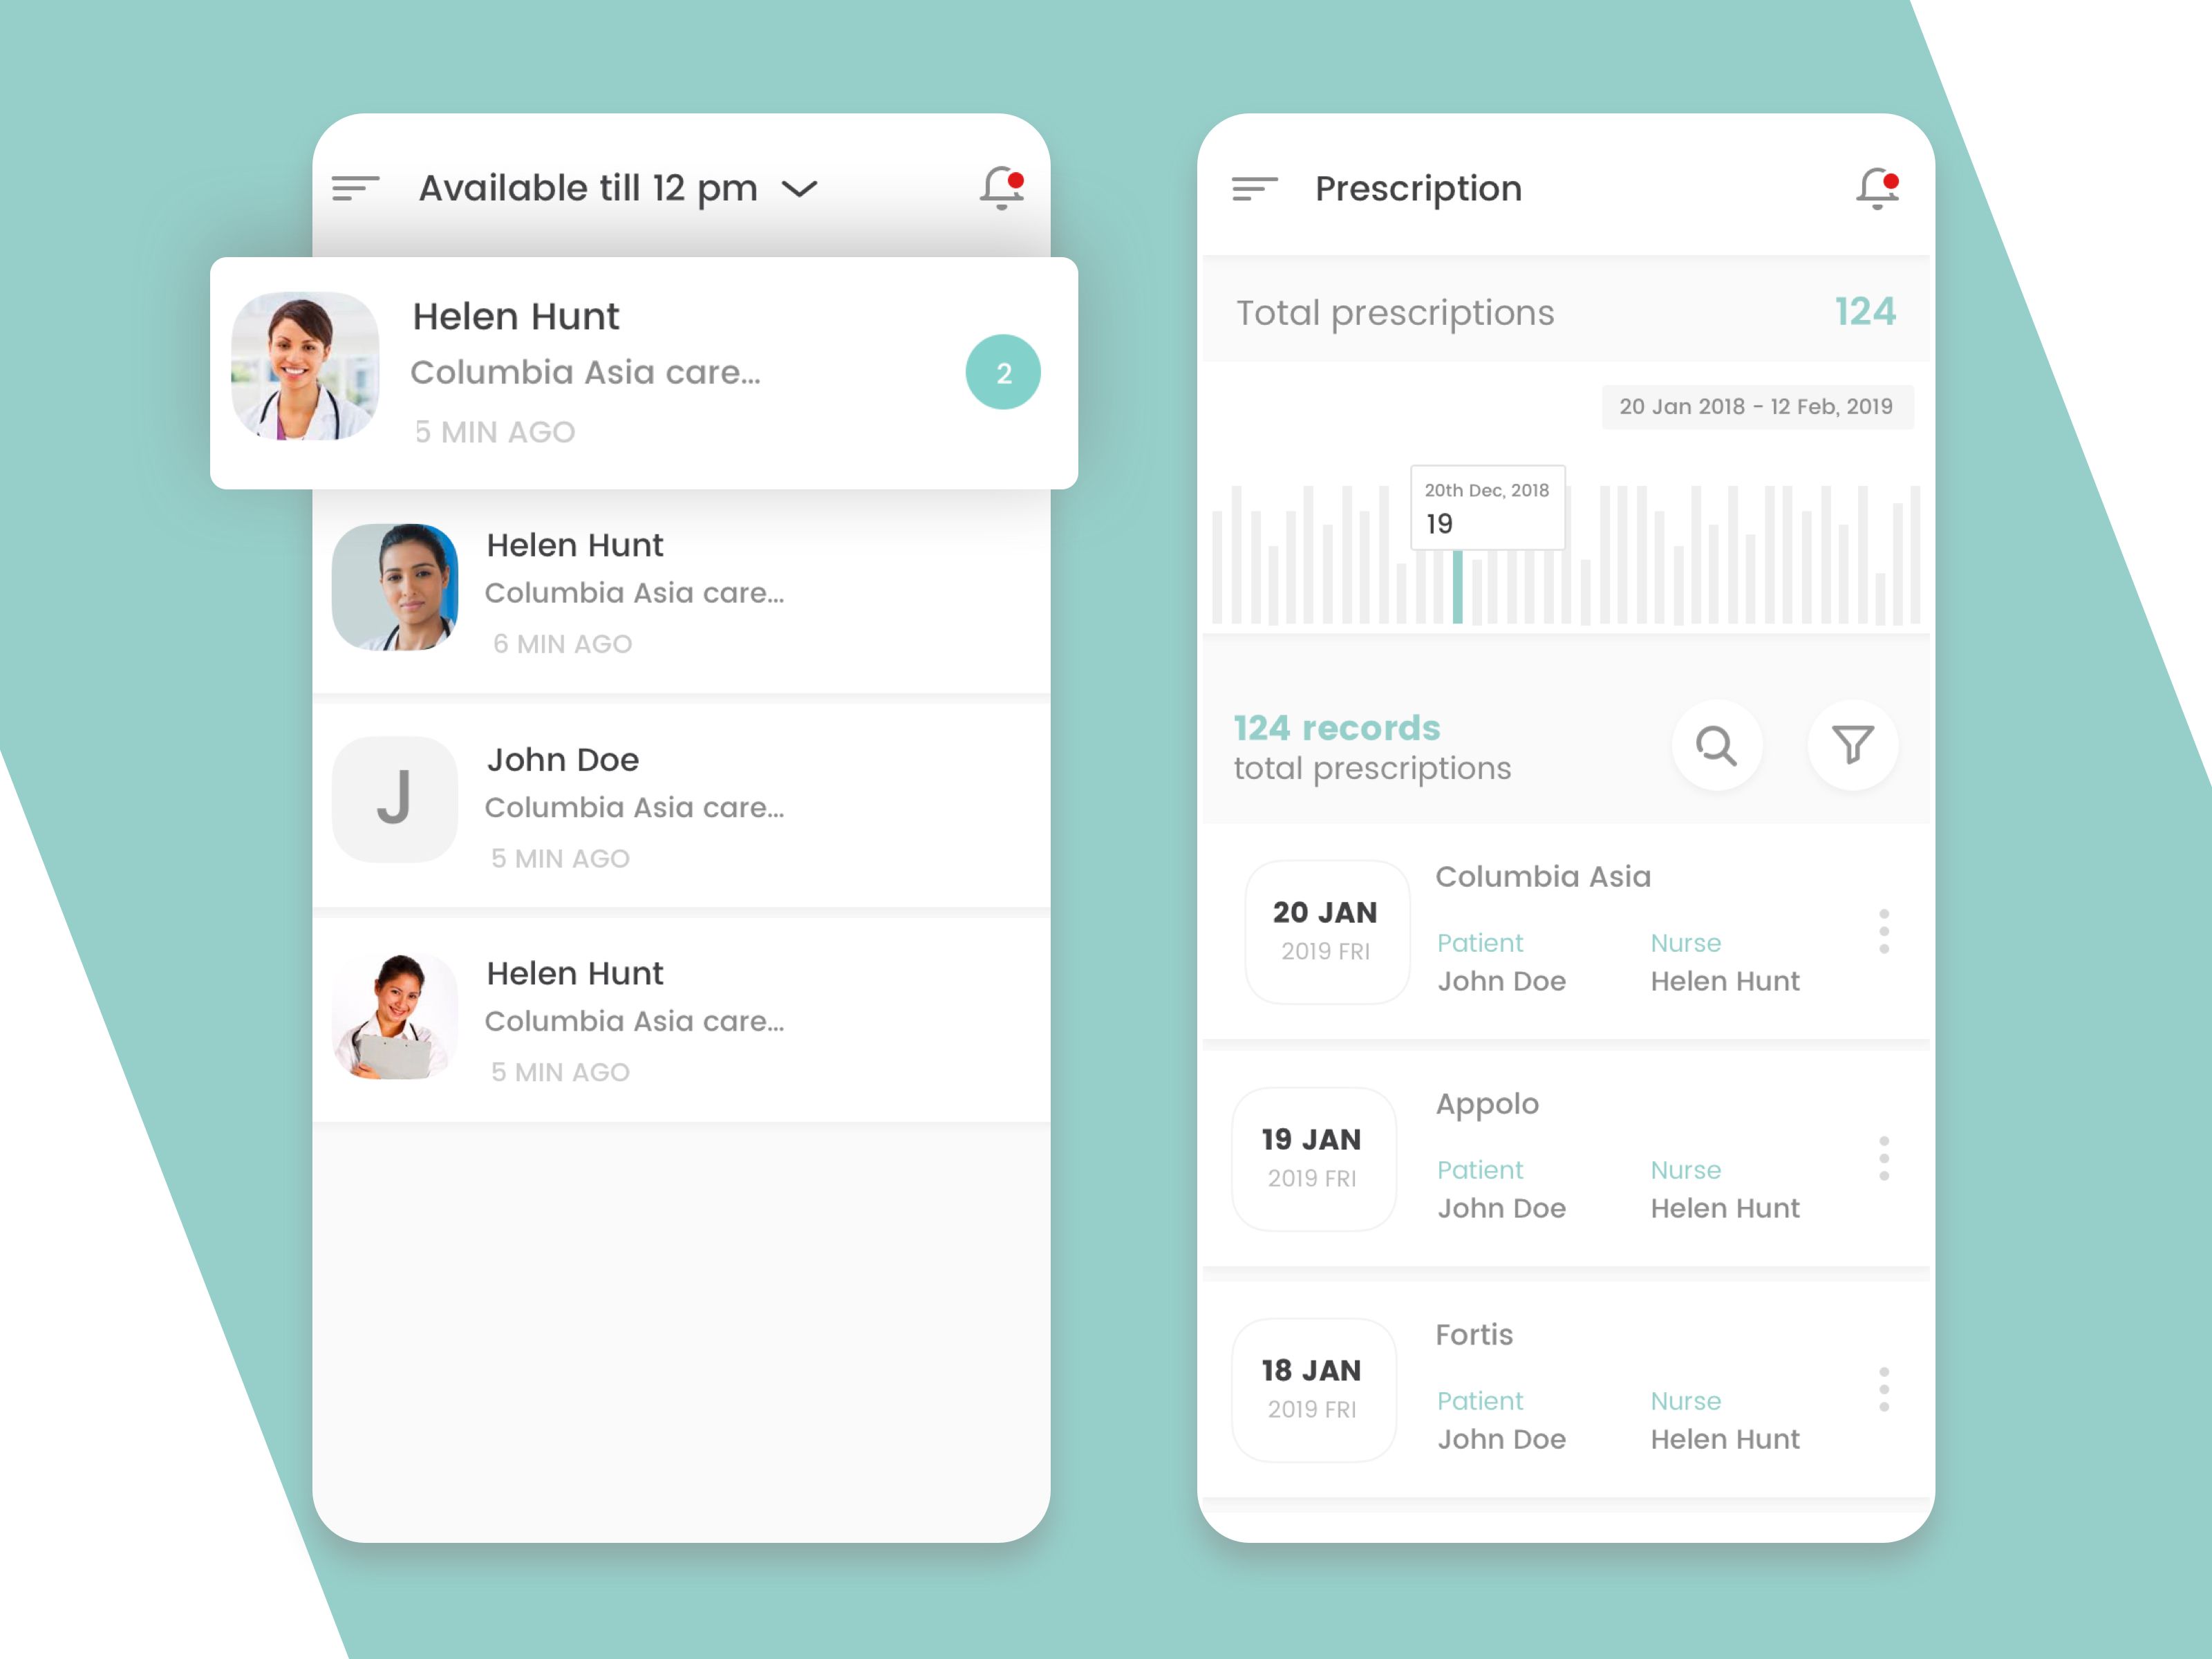 Available till 12 pm
Helen Hunt
Columbia Asia care...
5 MIN AGO
2
Helen Hunt
Columbia Asia care...
6 MIN AGO
J
John Doe
Columbia Asia care...
5 MIN AGO
Helen Hunt
Columbia Asia care...
5 MIN AGO
Prescription
Total prescriptions 124
20 Jan 2018 - 12 Feb, 2019
20th Dec, 2018
19
124 records
total prescriptions
20 JAN
2019 FRI
Columbia Asia
Patient Nurse
John Doe Helen Hunt
19 JAN
2019 FRI
Appolo
Patient Nurse
John Doe Helen Hunt
18 JAN
2019 FRI
Fortis
Patient Nurse
John Doe Helen Hunt